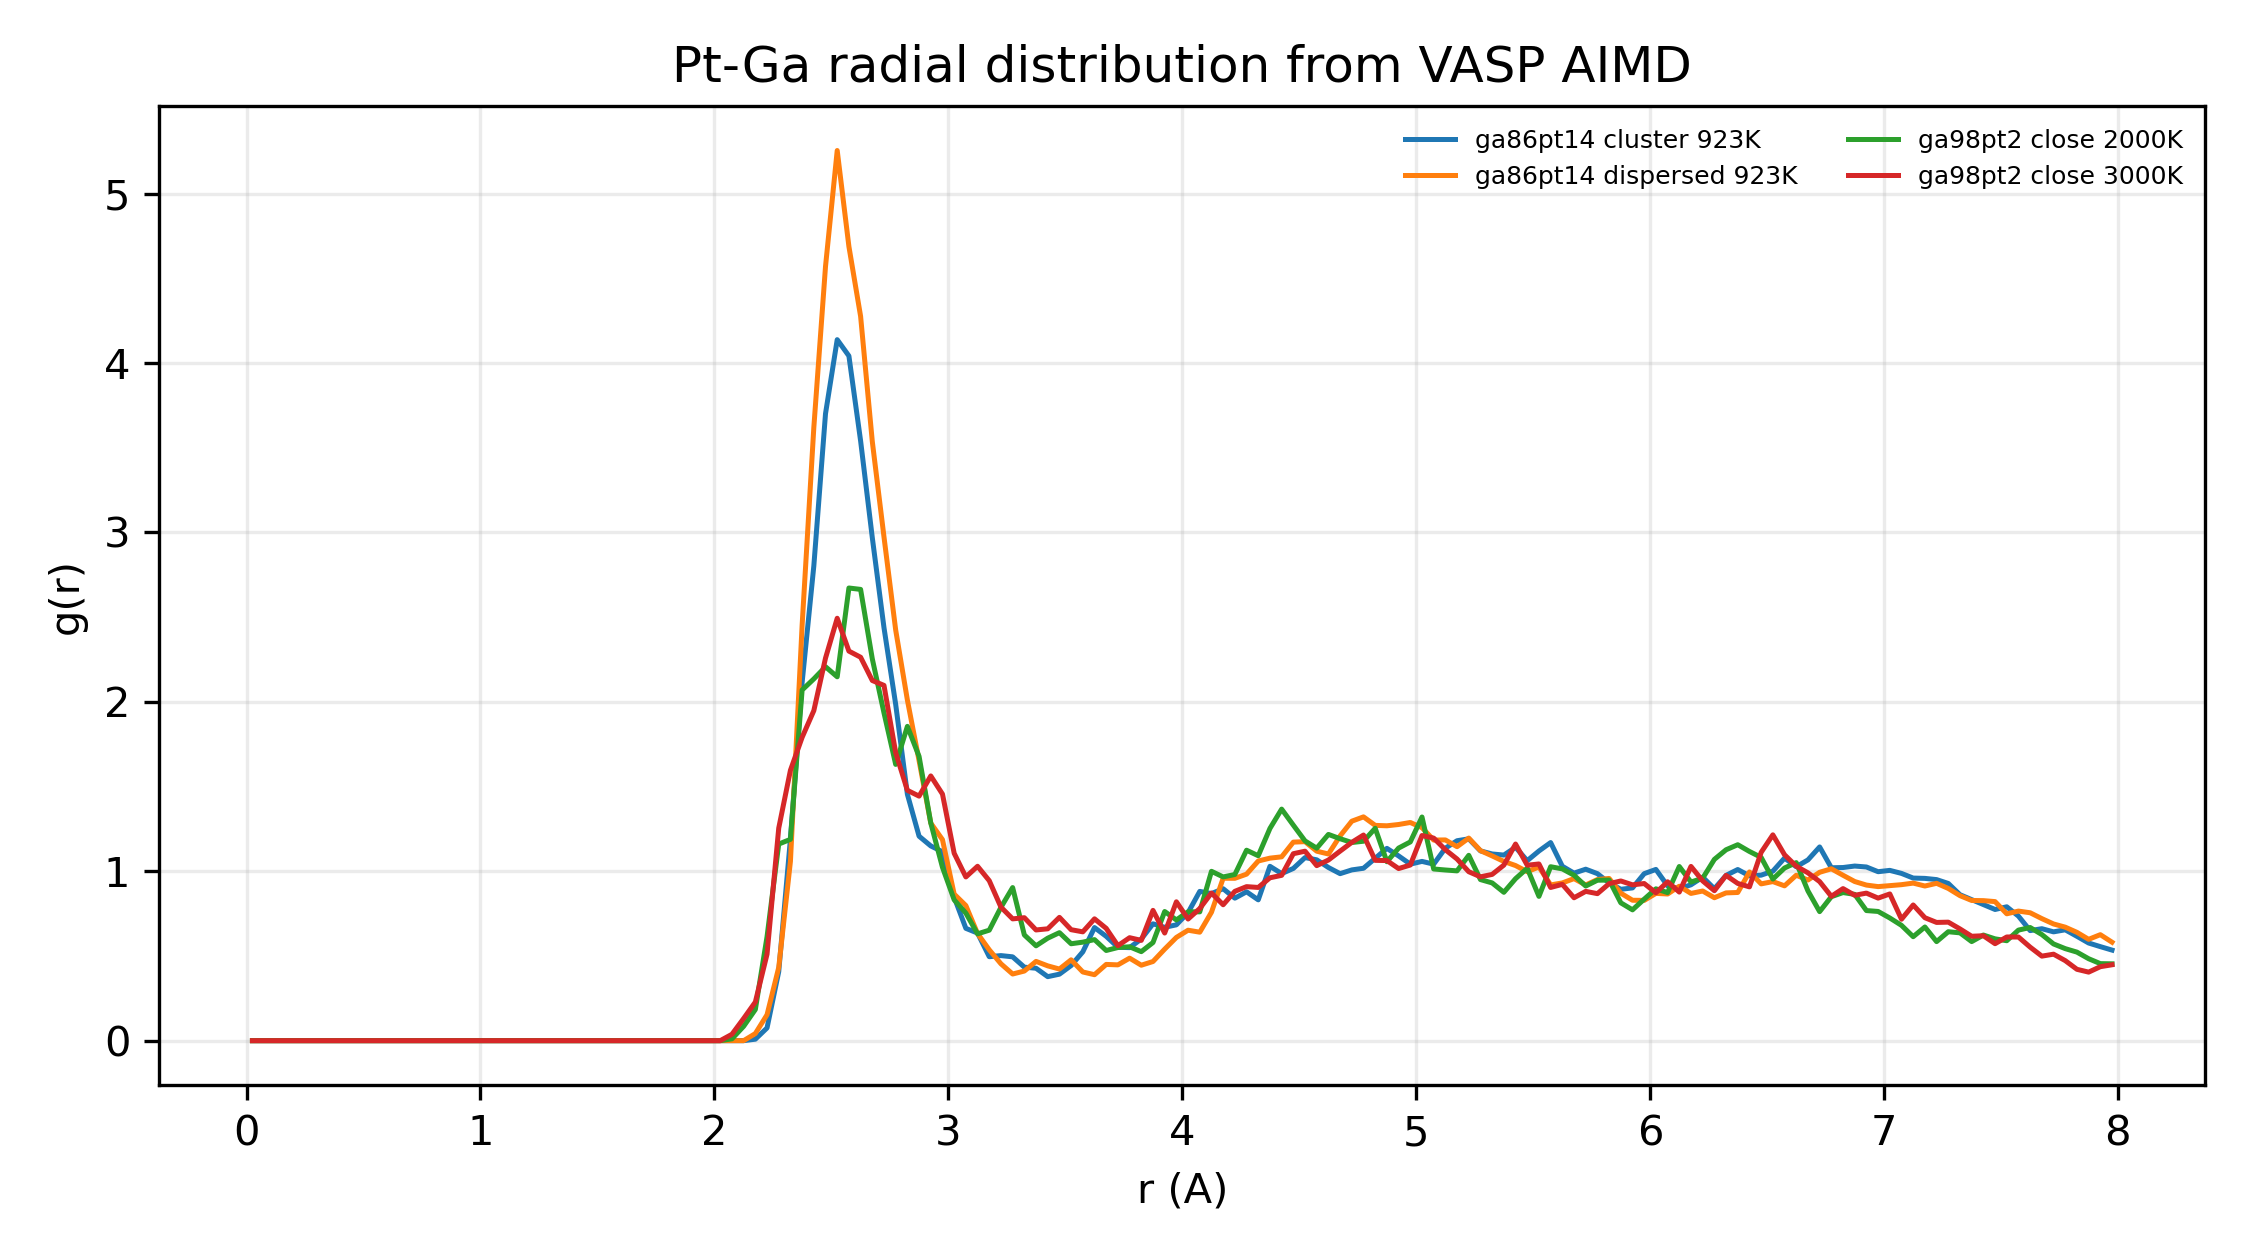 Pt-Ga radial distribution from VASP AIMD
ga86pt14 cluster 923K
ga86pt14 dispersed 923K
ga98pt2 close 2000K
ga98pt2 close 3000K
g(r)
5
4
3
2
1
0
0 1 2 3 4 5 6 7 8
r (A)